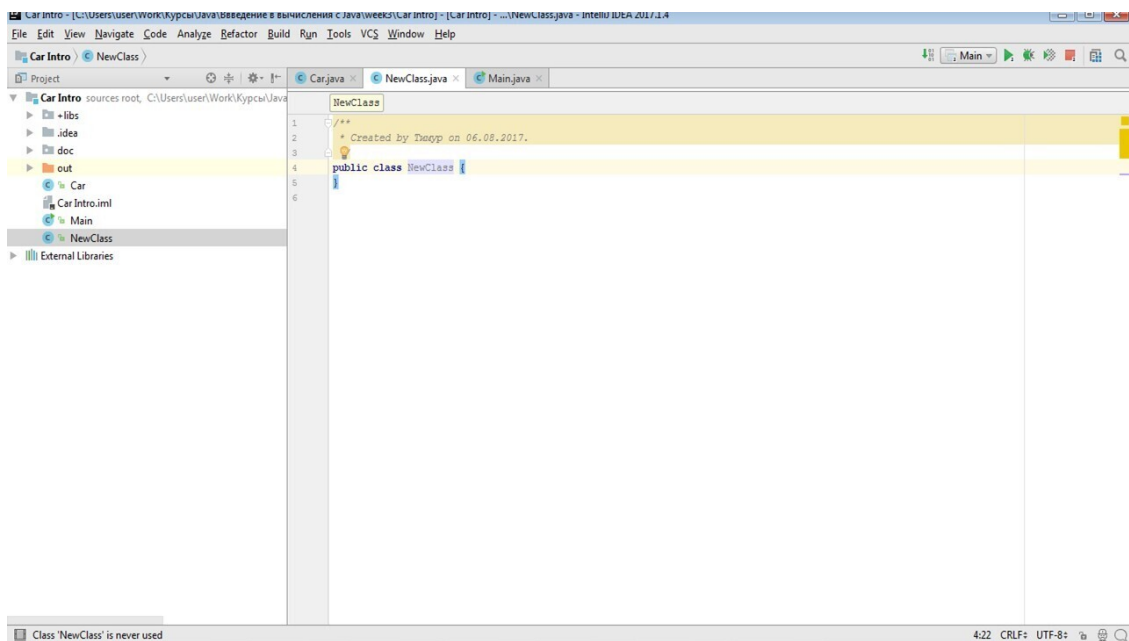 Car Intro - [C:\Users\user\Work\Курсы\Java\Ввведение в вычисления с Java\week3\Car Intro] - [Car Intro] - ...\NewClass.java - IntelliJ IDEA 2017.1.4
File Edit View Navigate Code Analyze Refactor Build Run Tools VCS Window Help
Car Intro NewClass Main
Project Car.java NewClass.java Main.java
Car Intro sources root, C:\Users\user\Work\Курсы\Java
NewClass
+libs
.idea
doc
out
Car
Car Intro.iml
Main
NewClass
External Libraries
1 /**
2 * Created by Тимур on 06.08.2017.
3
4 public class NewClass {
5 }
6
Class 'NewClass' is never used 4:22 CRLF UTF-8